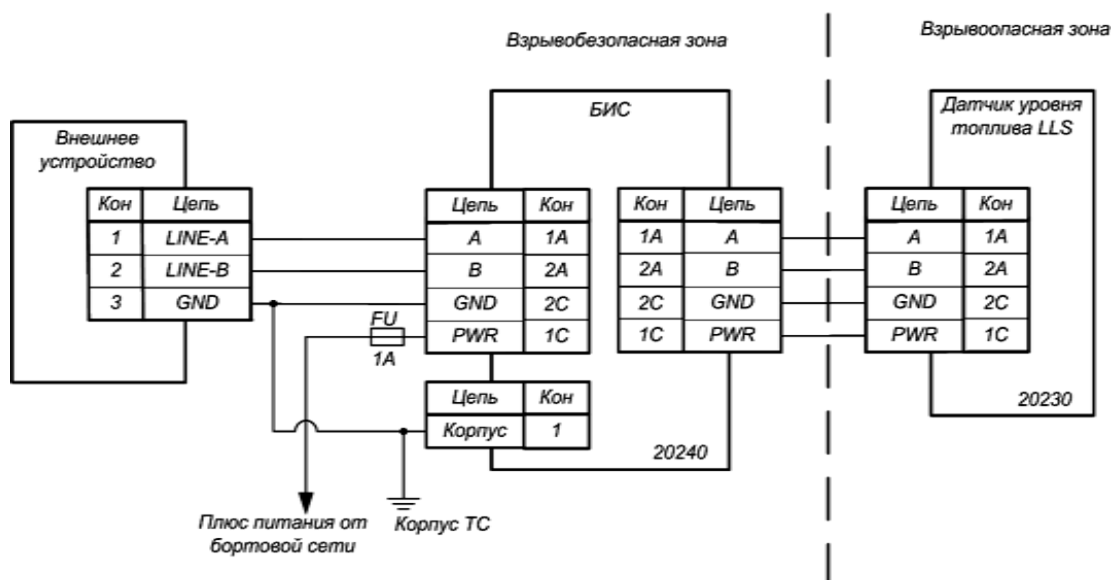 Взрывобезопасная зона
Взрывоопасная зона
Внешнее
устройство
Кон Цепь
1 LINE-A
2 LINE-B
3 GND
БИС
Цепь Кон
A 1A
B 2A
GND 2C
PWR 1C
FU
1A
Цепь Кон
Корпус 1
Кон Цепь
1A A
2A B
2C GND
1C PWR
20240
Датчик уровня
топлива LLS
Цепь Кон
A 1A
B 2A
GND 2C
PWR 1C
20230
Плюс питания от
бортовой сети
Корпус ТС